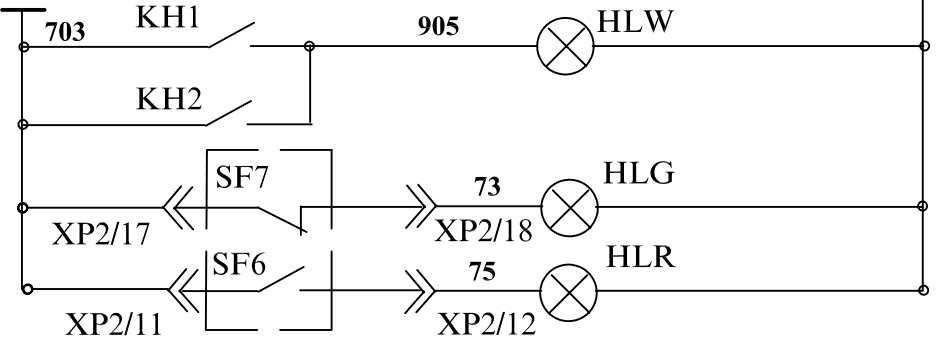 703 KH1 905 HLW
KH2
SF7 73 HLG
XP2/17 XP2/18
SF6 75 HLR
XP2/11 XP2/12